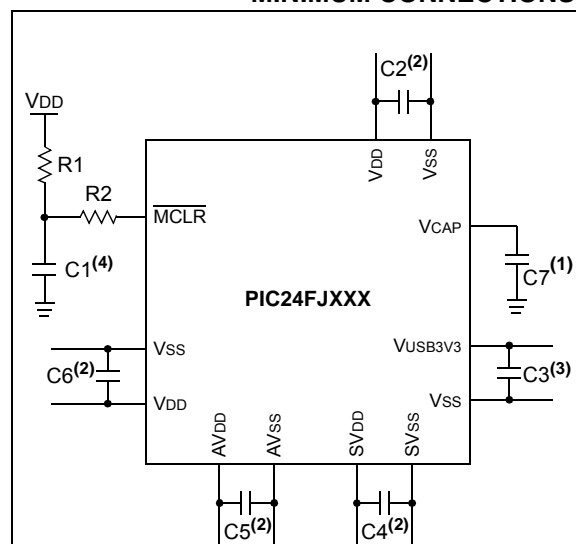 MINIMUM CONNECTIONS
C2(2)
VDD
R1
R2
VDD
VSS
MCLR
VCAP
C1(4)
C7(1)
PIC24FJXXX
VSS
VUSB3V3
C6(2)
C3(3)
VDD
VSS
AVDD
AVSS
SVDD
SVSS
C5(2)
C4(2)